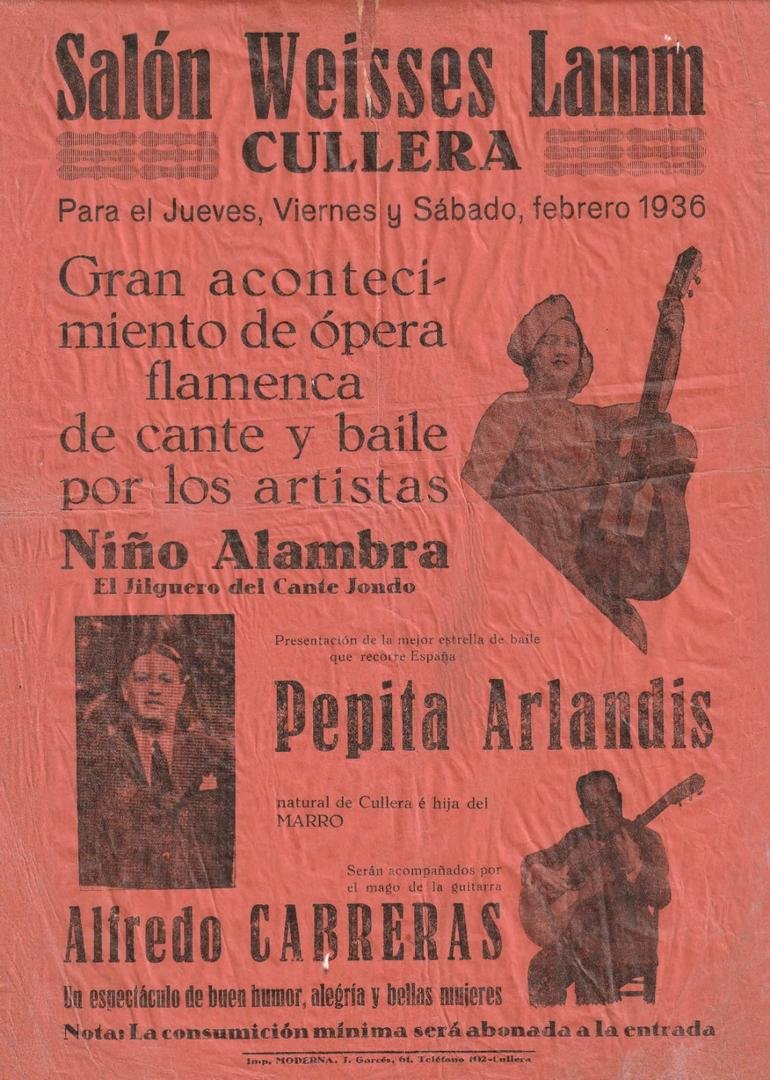 Salón Weisses Lamm
CULLERA
Para el Jueves, Viernes y Sábado, febrero 1936
Gran aconteci-
miento de ópera
flamenca
de cante y baile
por los artistas
Niño Alambra
El Jilguero del Cante Jondo
Presentación de la mejor estrella de baile
que recorre España
Pepita Arlandis
natural de Cullera é hija del
MARRO
Serán acompañados por
el mago de la guitarra
Alfredo CABRERAS
Un espectáculo de buen humor, alegría y bellas mujeres
Nota: La consumición mínima será abonada a la entrada
Imp. MODERNA. J. Garcés, 61. Teléfono 102-Cullera